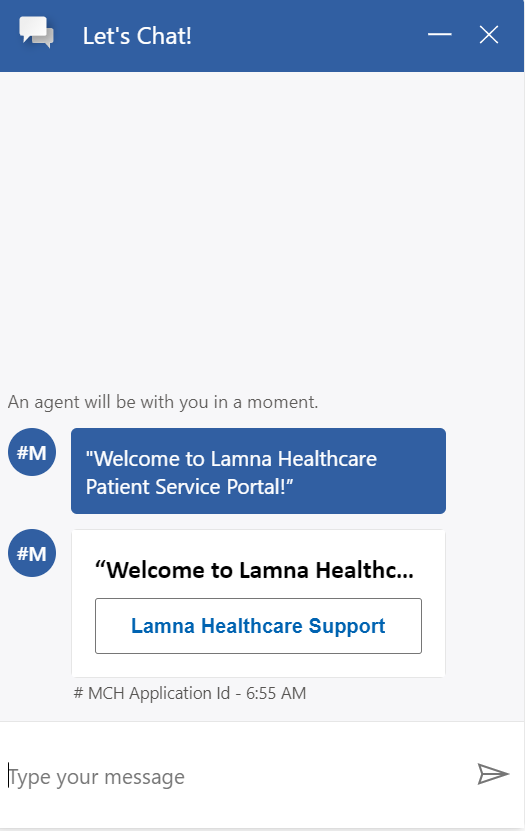 Let's Chat!
An agent will be with you in a moment.
#M
"Welcome to Lamna Healthcare
Patient Service Portal!”
#M
“Welcome to Lamna Healthc...
Lamna Healthcare Support
# MCH Application Id - 6:55 AM
Type your message